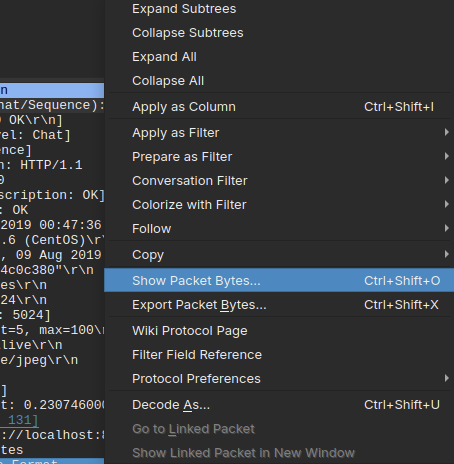 Expand Subtrees
Collapse Subtrees
Expand All
Collapse All
Apply as Column Ctrl+Shift+I
Apply as Filter
Prepare as Filter
Conversation Filter
Colorize with Filter
Follow
Copy
Show Packet Bytes... Ctrl+Shift+O
Export Packet Bytes... Ctrl+Shift+X
Wiki Protocol Page
Filter Field Reference
Protocol Preferences
Decode As... Ctrl+Shift+U
Go to Linked Packet
Show Linked Packet in New Window
n
hat/Sequence):
OK\r\n]
vel: Chat]
ence]
n: HTTP/1.1
0
scription: OK]
: OK
2019 00:47:36
.6 (CentOS)\r\
, 09 Aug 2019
4c0c380"\r\n
es\r\n
24\r\n
: 5024]
t=5, max=100\r
alive\r\n
e/jpeg\r\n
]
t: 0.230746000
131]
://localhost:8
tes
e Format